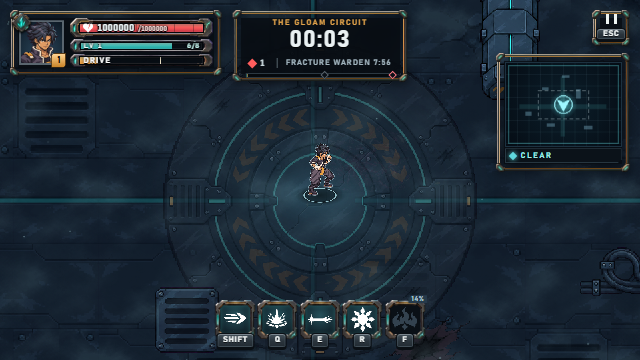 1000000 /1000000
LV 1 6/8
DRIVE
1
THE GLOAM CIRCUIT
00:03
1 FRACTURE WARDEN 7:56
ESC
CLEAR
14%
SHIFT Q E R F